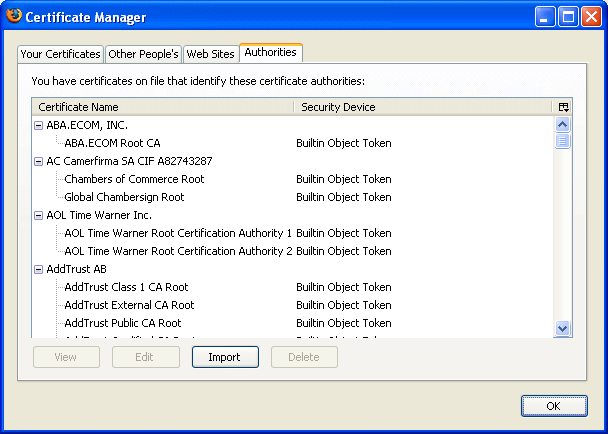 Certificate Manager
Your Certificates Other People's Web Sites Authorities
You have certificates on file that identify these certificate authorities:
Certificate Name Security Device
ABA.ECOM, INC.
ABA.ECOM Root CA Builtin Object Token
AC Camerfirma SA CIF A82743287
Chambers of Commerce Root Builtin Object Token
Global Chambersign Root Builtin Object Token
AOL Time Warner Inc.
AOL Time Warner Root Certification Authority 1 Builtin Object Token
AOL Time Warner Root Certification Authority 2 Builtin Object Token
AddTrust AB
AddTrust Class 1 CA Root Builtin Object Token
AddTrust External CA Root Builtin Object Token
AddTrust Public CA Root Builtin Object Token
View Edit Import Delete
OK